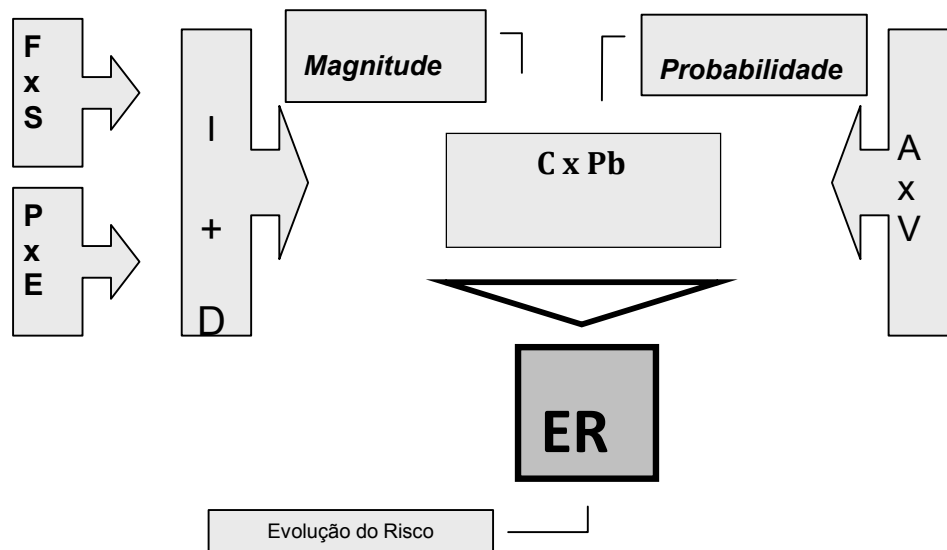 F
x
S
P
x
E
I
+
D
Magnitude
Probabilidade
C x Pb
A
x
V
ER
Evolução do Risco